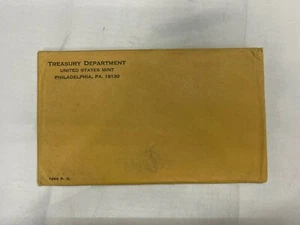 TREASURY DEPARTMENT
UNITED STATES MINT
PHILADELPHIA, PA. 19130